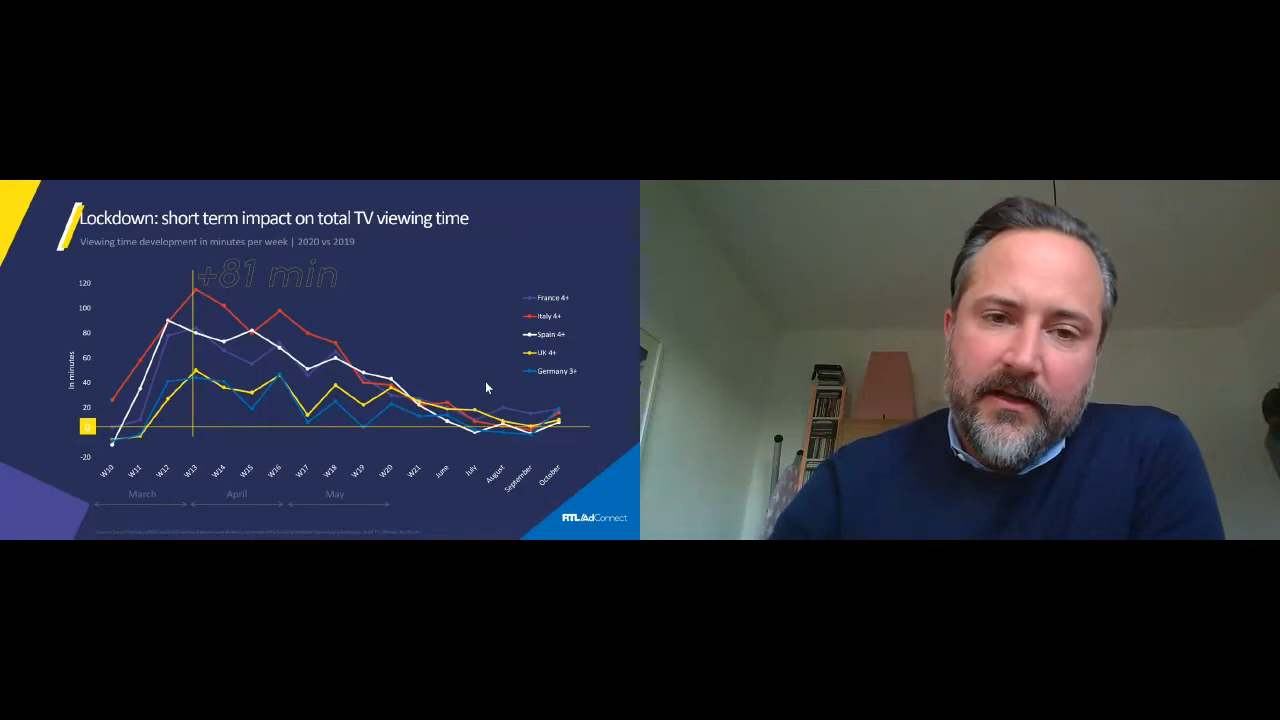 Lockdown: short term impact on total TV viewing time
Viewing time development in minutes per week | 2020 vs 2019
+81 min
120
100
80
60
40
20
0
-20
In minutes
France 4+
Italy 4+
Spain 4+
UK 4+
Germany 3+
W10 W11 W12 W13 W14 W15 W16 W17 W18 W19 W20 W21 June July August September October
March April May
RTL AdConnect